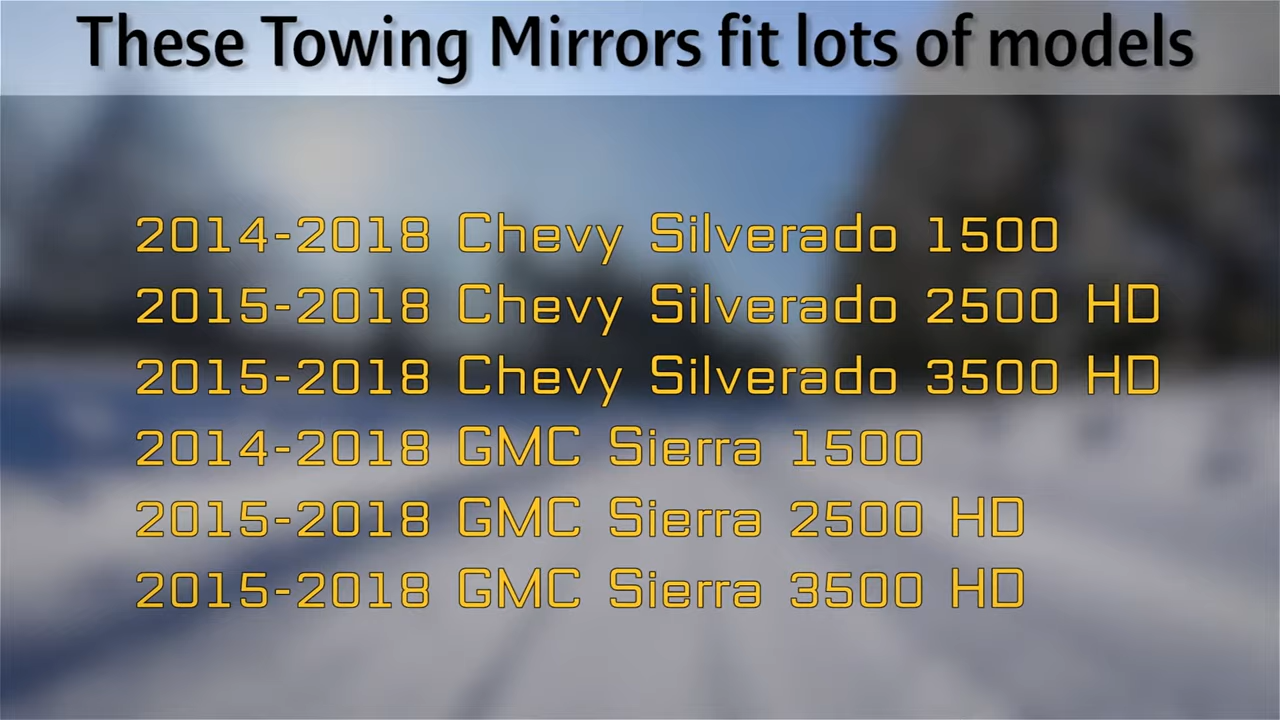 These Towing Mirrors fit lots of models
2014-2018 Chevy Silverado 1500
2015-2018 Chevy Silverado 2500 HD
2015-2018 Chevy Silverado 3500 HD
2014-2018 GMC Sierra 1500
2015-2018 GMC Sierra 2500 HD
2015-2018 GMC Sierra 3500 HD